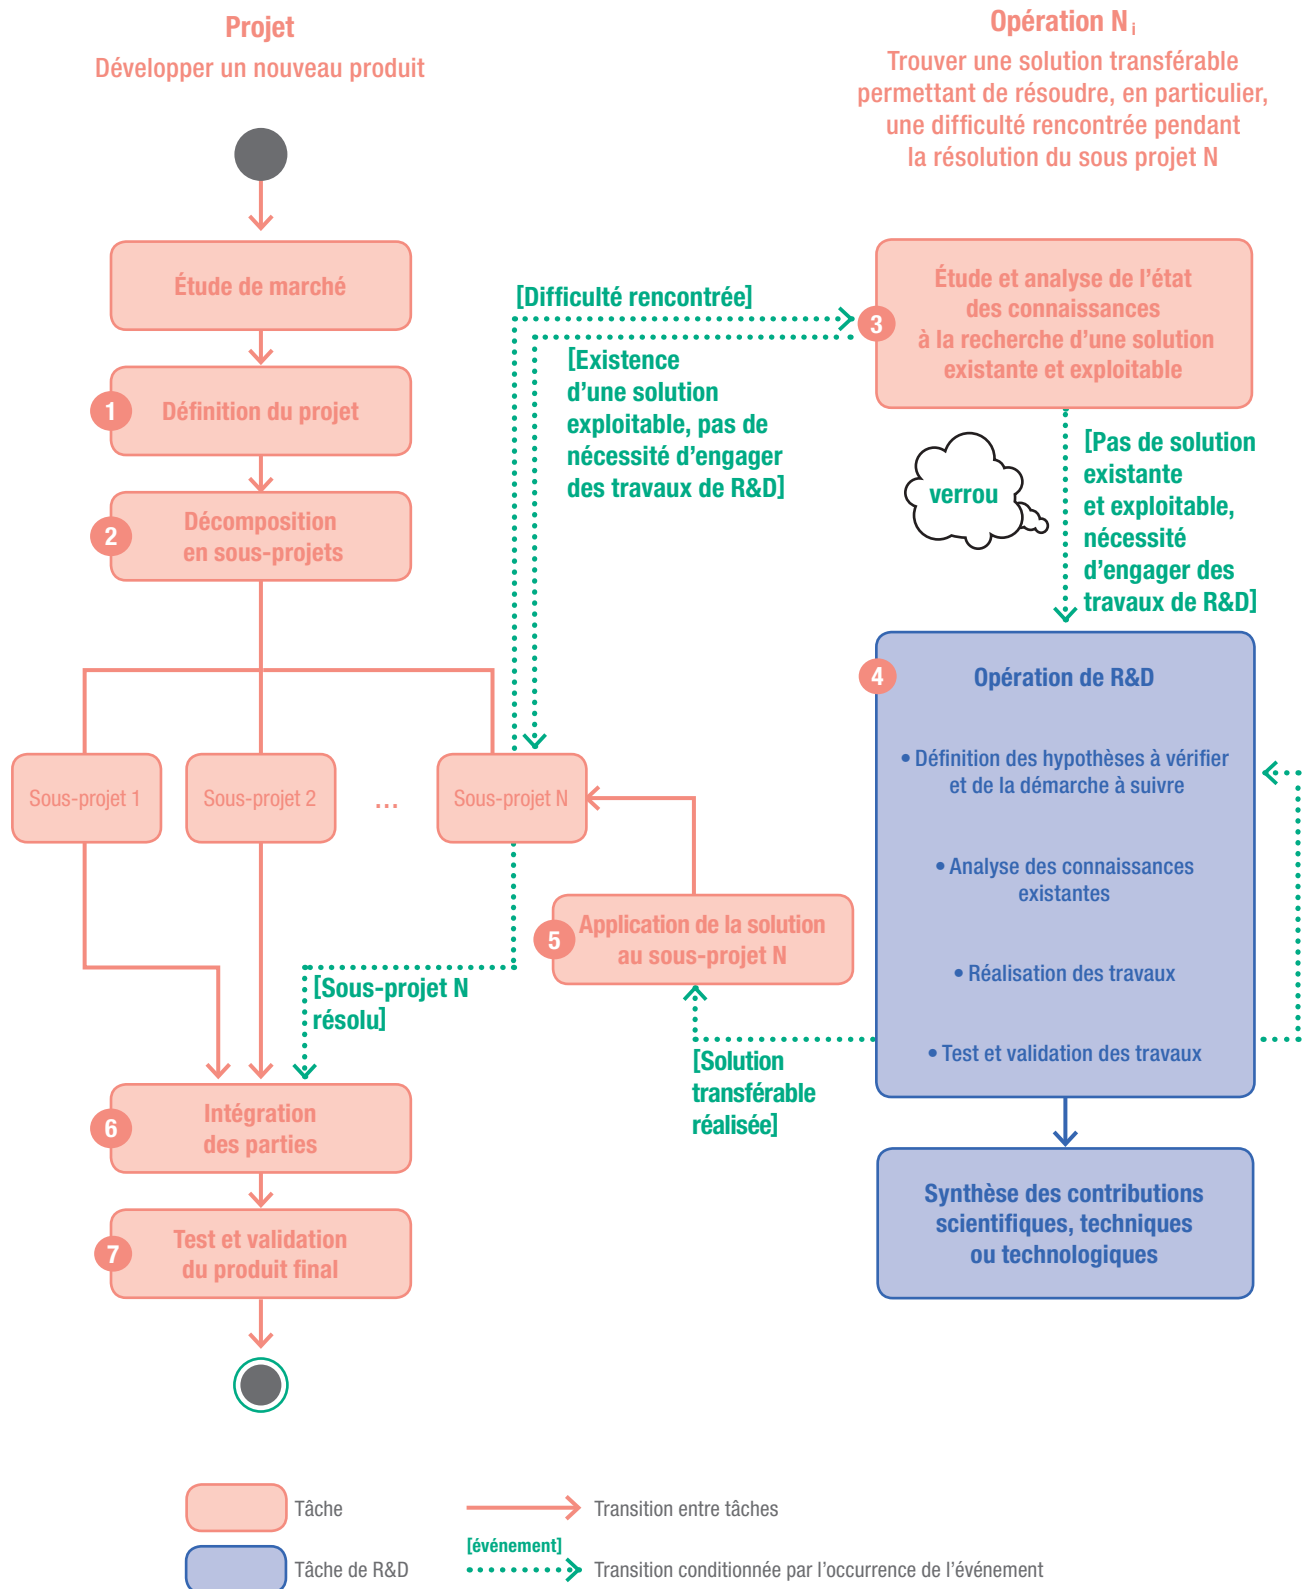 Projet
Développer un nouveau produit
Opération N i
Trouver une solution transférable
permettant de résoudre, en particulier,
une difficulté rencontrée pendant
la résolution du sous projet N
Étude de marché
1
Définition du projet
2
Décomposition
en sous-projets
[Difficulté rencontrée]
[Existence
d'une solution
exploitable, pas de
nécessité d'engager
des travaux de R&D]
3
Étude et analyse de l'état
des connaissances
à la recherche d'une solution
existante et exploitable
verrou
[Pas de solution
existante
et exploitable,
nécessité
d'engager des
travaux de R&D]
Sous-projet 1
Sous-projet 2
...
Sous-projet N
4
Opération de R&D
• Définition des hypothèses à vérifier
et de la démarche à suivre
• Analyse des connaissances
existantes
• Réalisation des travaux
• Test et validation des travaux
5
Application de la solution
au sous-projet N
[Sous-projet N
résolu]
[Solution
transférable
réalisée]
6
Intégration
des parties
7
Test et validation
du produit final
Synthèse des contributions
scientifiques, techniques
ou technologiques
Tâche
Transition entre tâches
Tâche de R&D
[événement]
Transition conditionnée par l'occurrence de l'événement